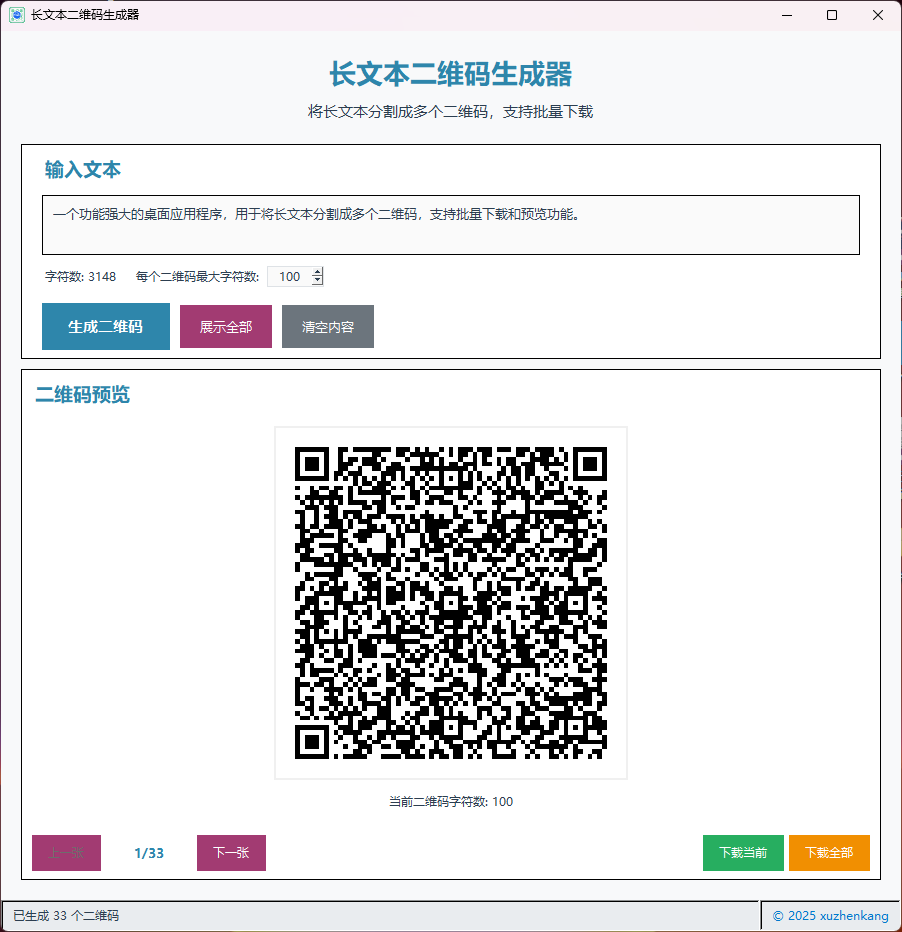 长文本二维码生成器
长文本二维码生成器
将长文本分割成多个二维码，支持批量下载
输入文本
一个功能强大的桌面应用程序，用于将长文本分割成多个二维码，支持批量下载和预览功能。
字符数: 3148 每个二维码最大字符数: 100
生成二维码 展示全部 清空内容
二维码预览
当前二维码字符数: 100
上一张 1/33 下一张 下载当前 下载全部
已生成 33 个二维码 © 2025 xuzhenkang